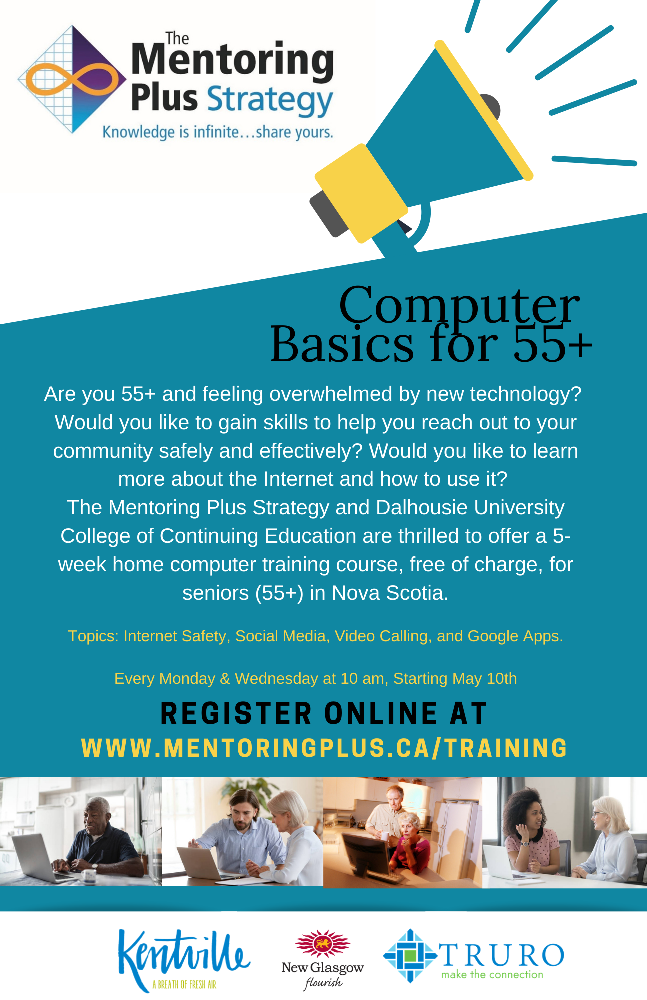 The
Mentoring
Plus Strategy
Knowledge is infinite...share yours.
Computer
Basics for 55+
Are you 55+ and feeling overwhelmed by new technology?
Would you like to gain skills to help you reach out to your
community safely and effectively? Would you like to learn
more about the Internet and how to use it?
The Mentoring Plus Strategy and Dalhousie University
College of Continuing Education are thrilled to offer a 5-
week home computer training course, free of charge, for
seniors (55+) in Nova Scotia.
Topics: Internet Safety, Social Media, Video Calling, and Google Apps.
Every Monday & Wednesday at 10 am, Starting May 10th
REGISTER ONLINE AT
WWW.MENTORINGPLUS.CA/TRAINING
Kentville
A BREATH OF FRESH AIR
New Glasgow
flourish
TRURO
make the connection